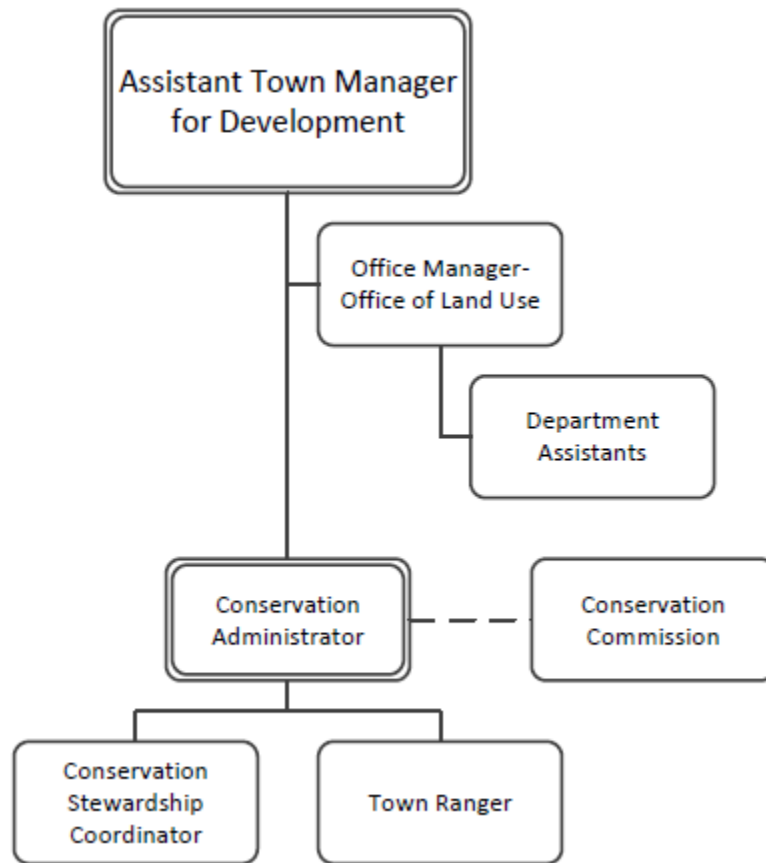 Assistant Town Manager
for Development
Office Manager-
Office of Land Use
Department
Assistants
Conservation
Administrator
Conservation
Commission
Conservation
Stewardship
Coordinator
Town Ranger